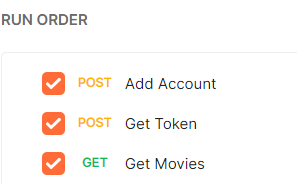 RUN ORDER
POST Add Account
POST Get Token
GET Get Movies